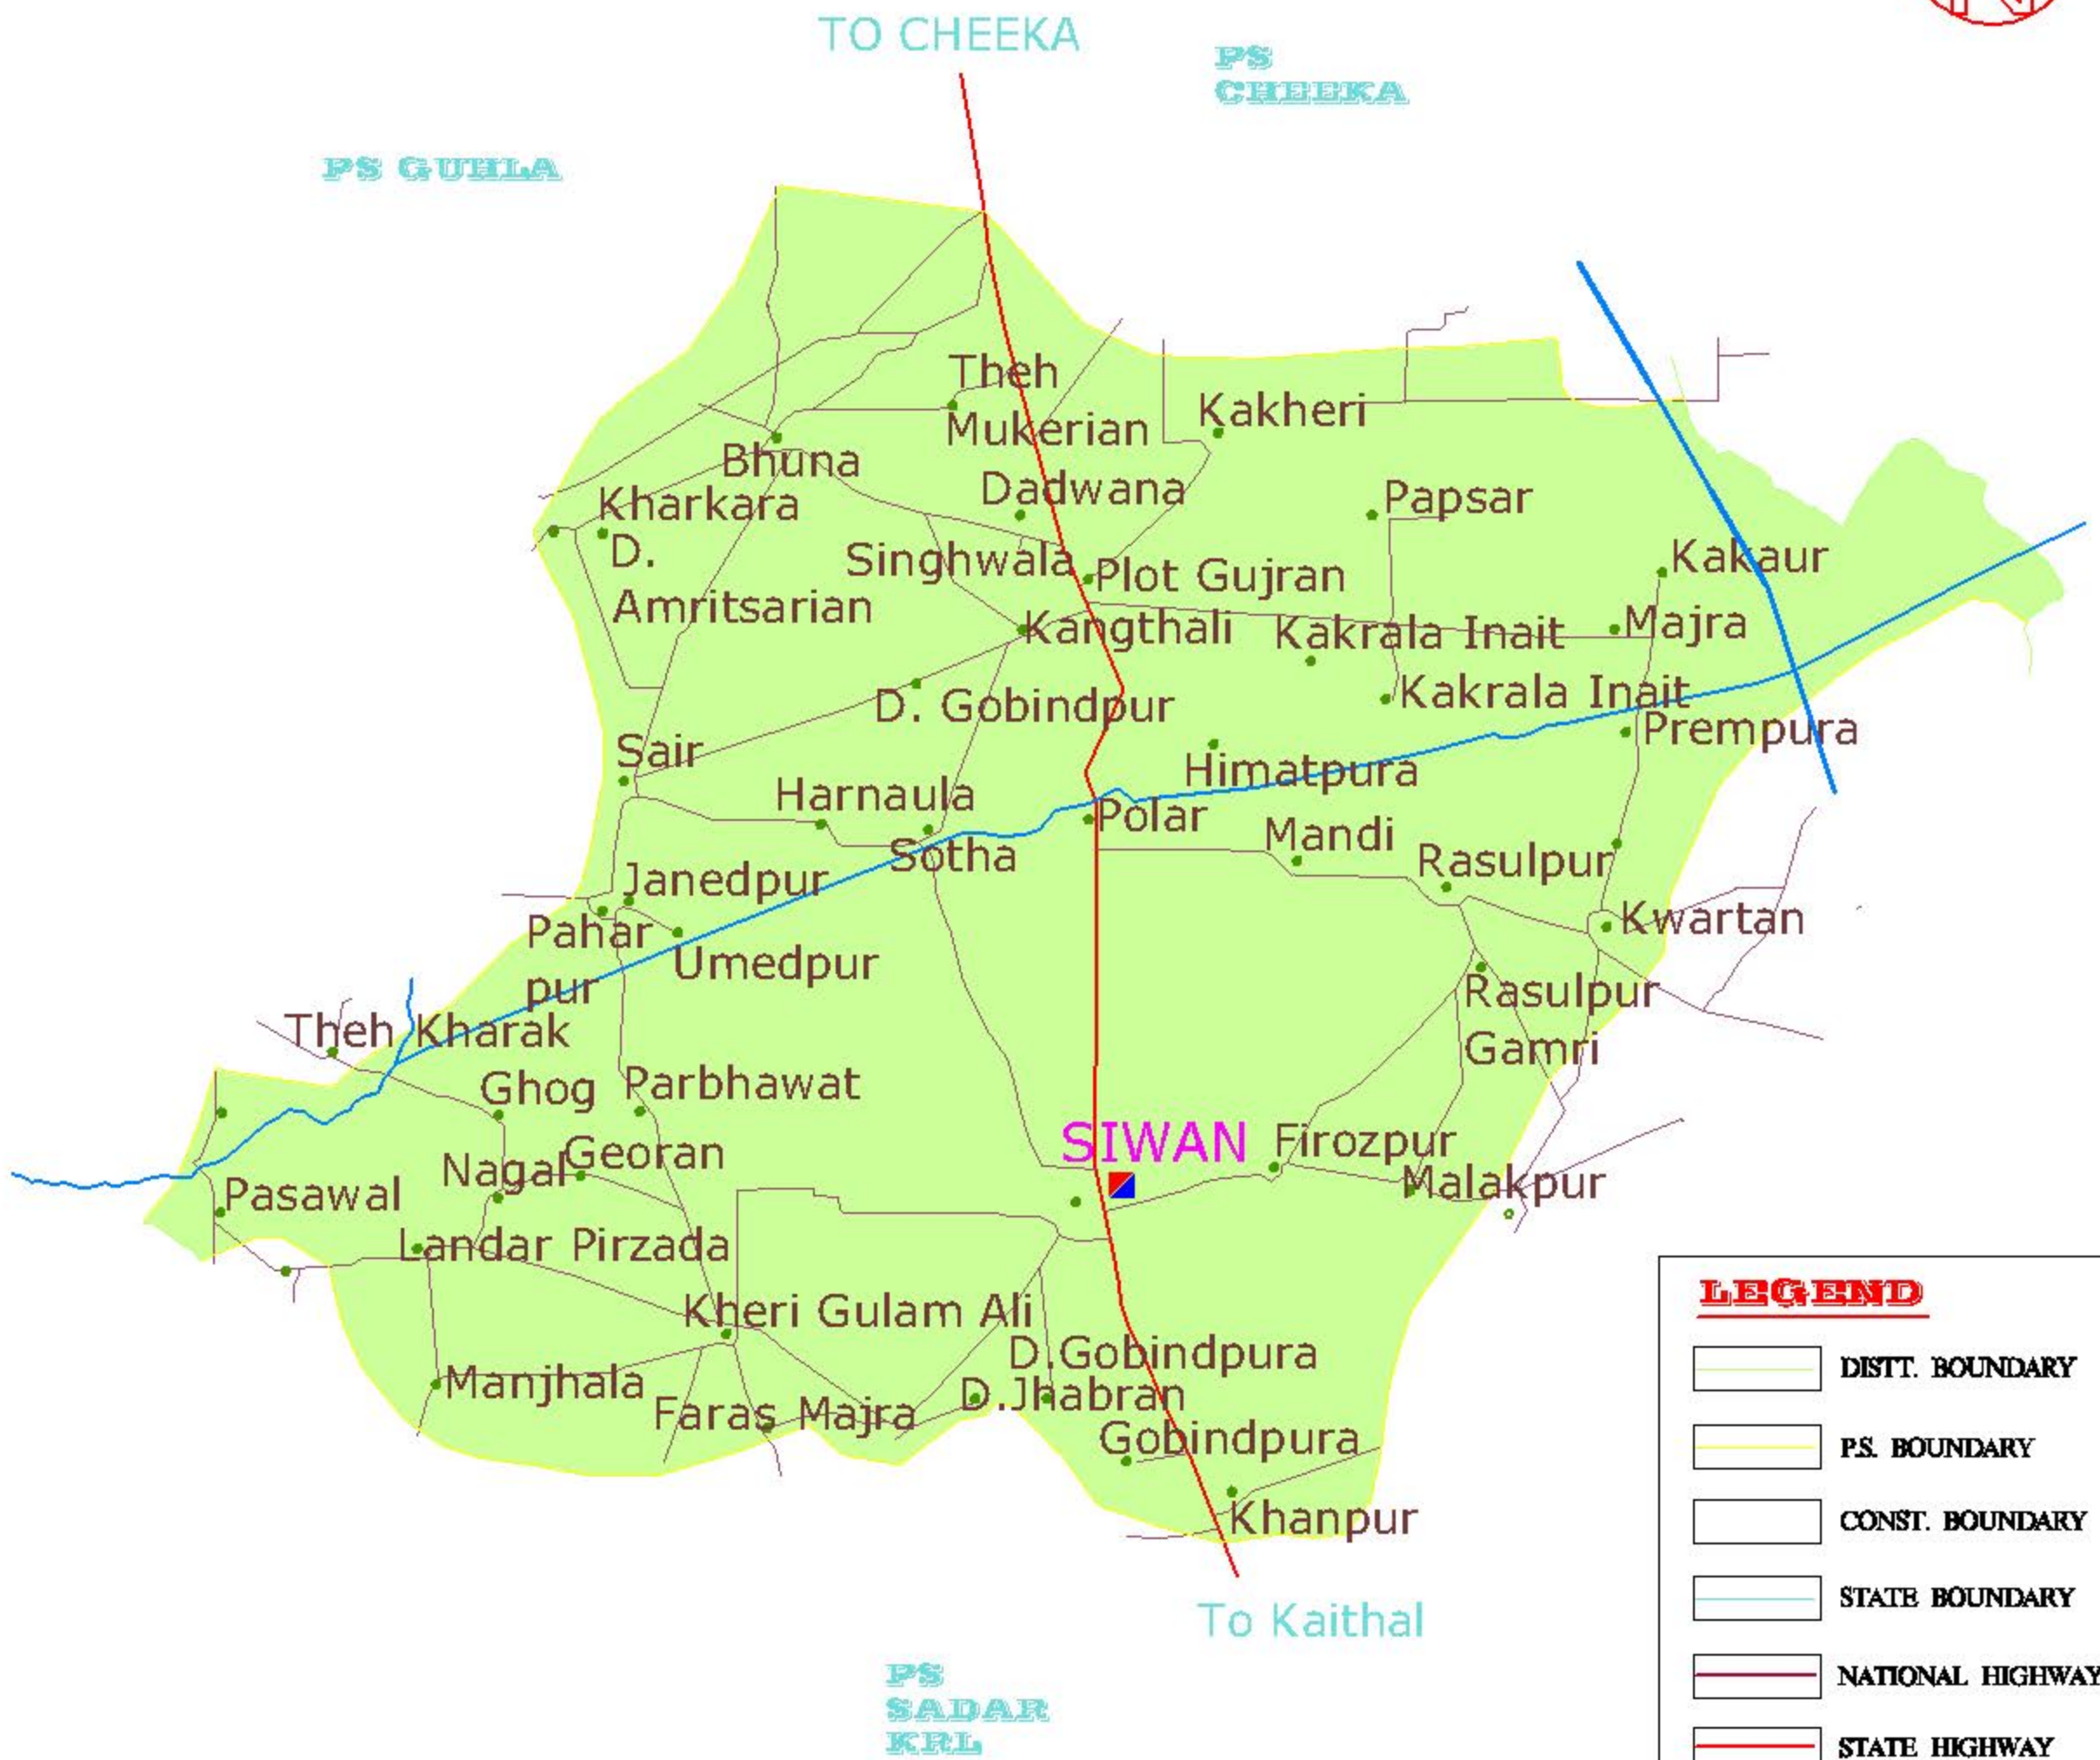 TO CHEEKA
PS
CHEEKA
PS GUHLA
Theh
Mukerian
Kakheri
Bhuna
Dadwana
Papsar
Kharkara
D.
Amritsarian
Singhwala
Plot Gujran
Kakaur
Kangthali
Kakrala Inait
Majra
D. Gobindpur
Kakrala Inait
Prempura
Sair
Himatpura
Harnaula
Polar
Mandi
Sotha
Rasulpur
Janedpur
Pahar
pur
Umedpur
Kwartan
Rasulpur
Gamri
Theh Kharak
Ghog
Parbhawat
SIWAN
Firozpur
Nagal
Georan
Malakpur
Pasawal
Landar Pirzada
Kheri Gulam Ali
D.Gobindpura
Manjhala
D.Jhabran
Faras Majra
Gobindpura
Khanpur
To Kaithal
PS
SADAR
KRL
LEGEND
DISTT. BOUNDARY
P.S. BOUNDARY
CONST. BOUNDARY
STATE BOUNDARY
NATIONAL HIGHWAY
STATE HIGHWAY